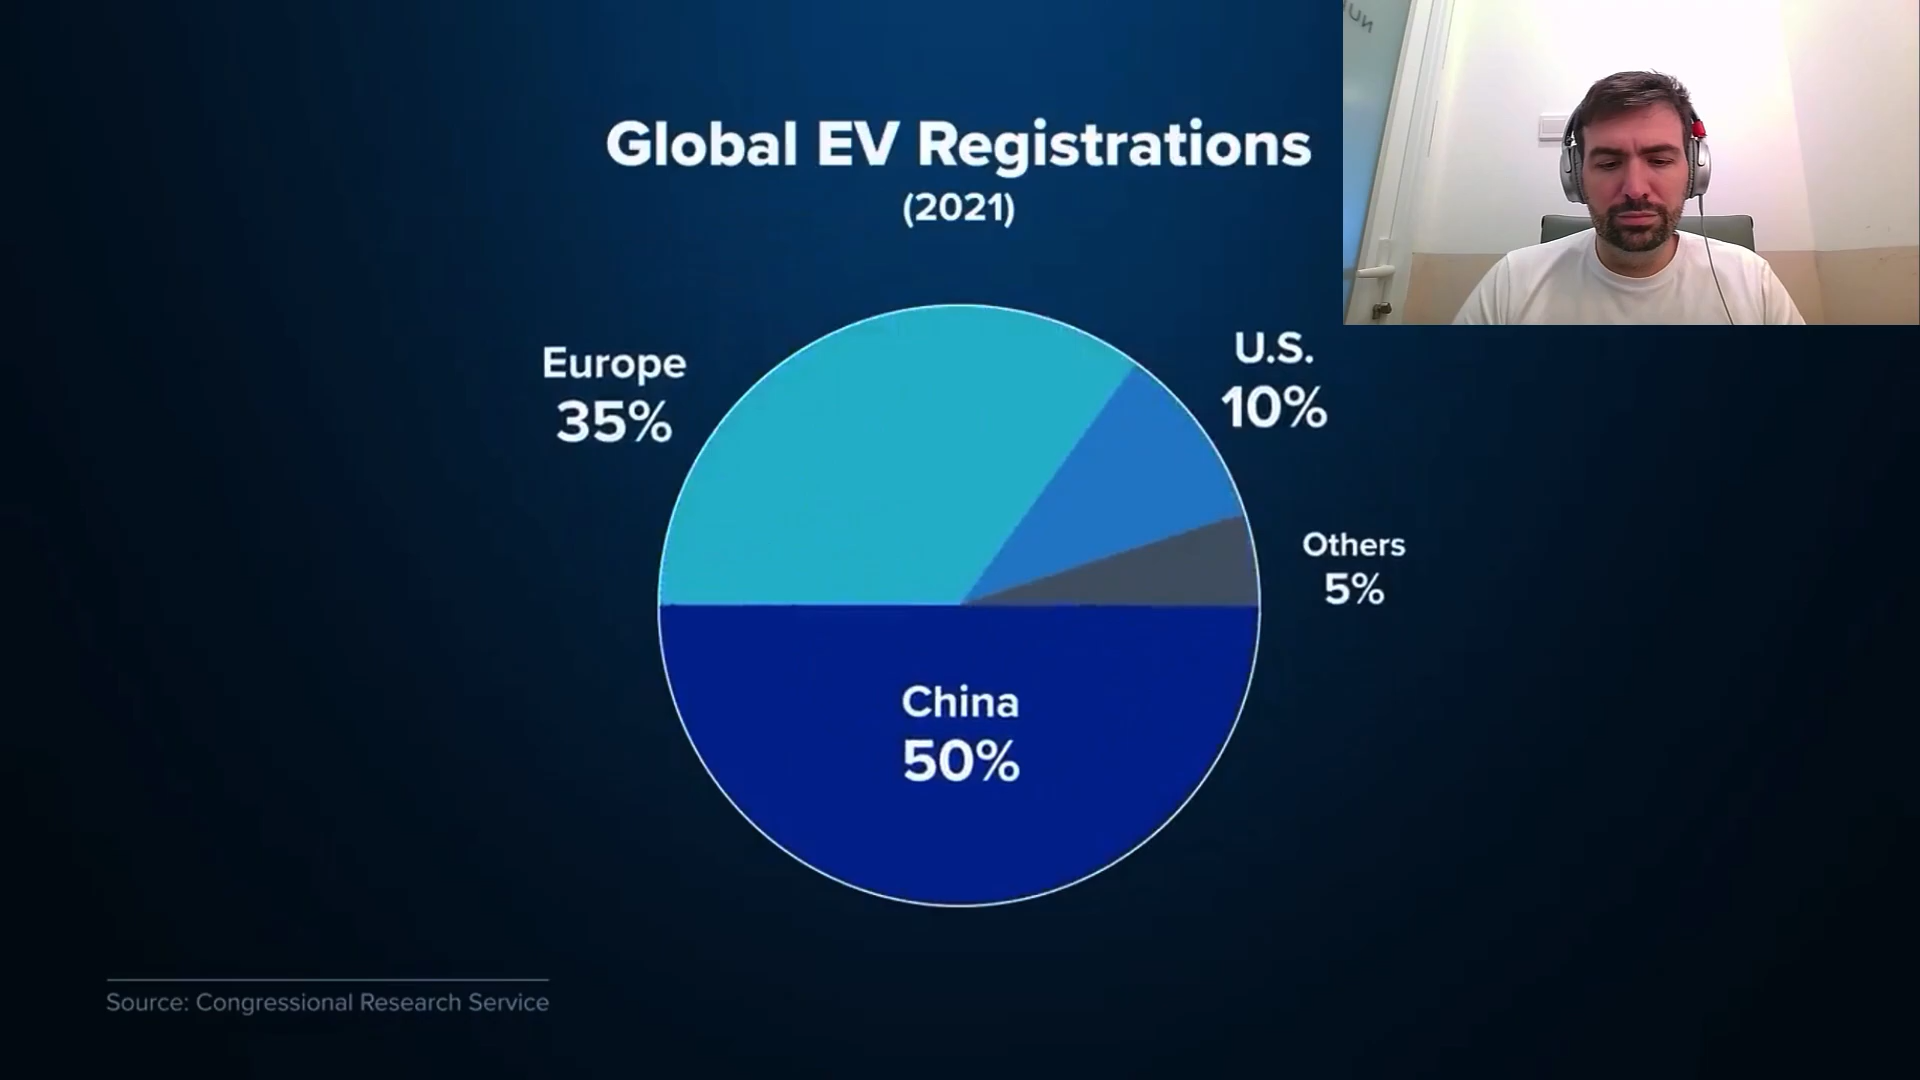 Global EV Registrations
(2021)
Europe
35%
U.S.
10%
Others
5%
China
50%
Source: Congressional Research Service